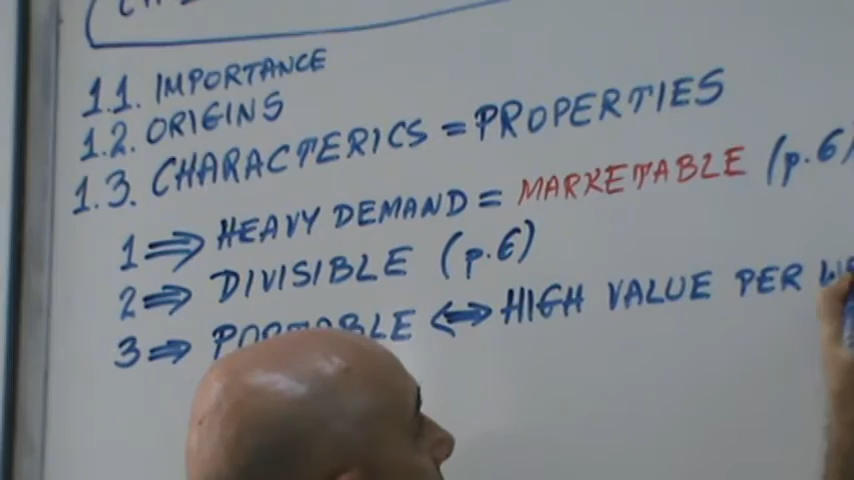 1.1. IMPORTANCE
1.2. ORIGINS
1.3. CHARACTERICS = PROPERTIES
1 ⇒ HEAVY DEMAND = MARKETABLE (p.6)
2 ⇒ DIVISIBLE (p.6)
3 ⇒ PORTABLE ⇔ HIGH VALUE PER